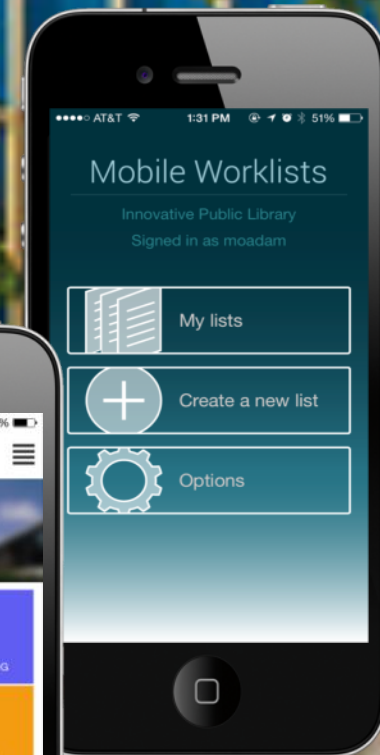 AT&T 1:31 PM 51%
Mobile Worklists
Innovative Public Library
Signed in as moadam
My lists
Create a new list
Options
%
G